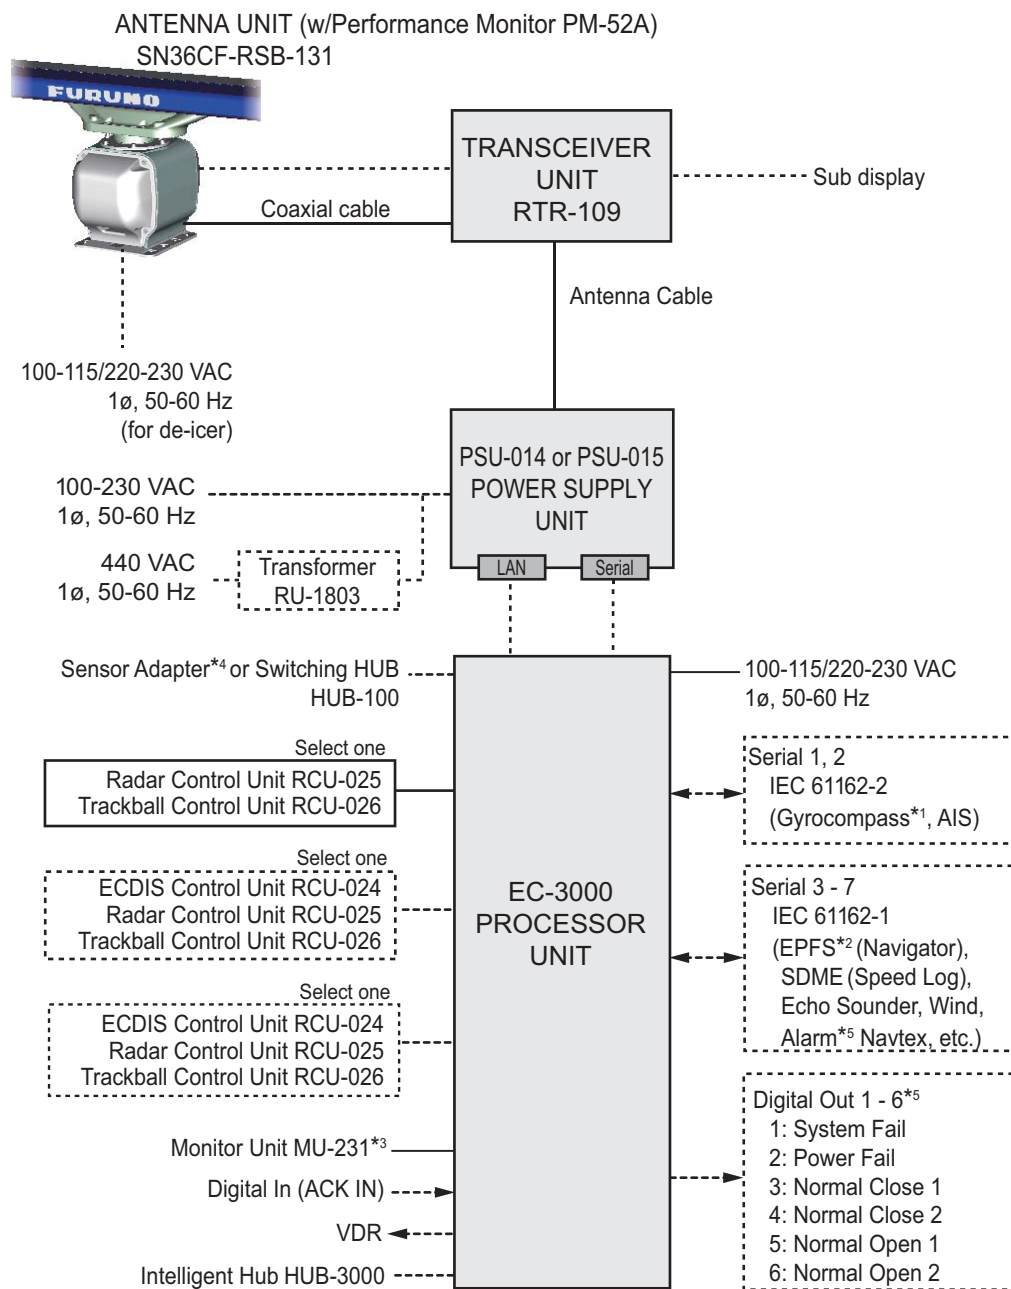 ANTENNA UNIT (w/Performance Monitor PM-52A)
SN36CF-RSB-131
FURUNO
TRANSCEIVER
UNIT
RTR-109
Sub display
Coaxial cable
Antenna Cable
100-115/220-230 VAC
1ø, 50-60 Hz
(for de-icer)
PSU-014 or PSU-015
POWER SUPPLY
UNIT
LAN
Serial
100-230 VAC
1ø, 50-60 Hz
440 VAC
1ø, 50-60 Hz
Transformer
RU-1803
Sensor Adapter*4 or Switching HUB
HUB-100
100-115/220-230 VAC
1ø, 50-60 Hz
Select one
Radar Control Unit RCU-025
Trackball Control Unit RCU-026
Select one
ECDIS Control Unit RCU-024
Radar Control Unit RCU-025
Trackball Control Unit RCU-026
Select one
ECDIS Control Unit RCU-024
Radar Control Unit RCU-025
Trackball Control Unit RCU-026
Monitor Unit MU-231*3
Digital In (ACK IN)
VDR
Intelligent Hub HUB-3000
EC-3000
PROCESSOR
UNIT
Serial 1, 2
IEC 61162-2
(Gyrocompass*1, AIS)
Serial 3 - 7
IEC 61162-1
(EPFS*2 (Navigator),
SDME (Speed Log),
Echo Sounder, Wind,
Alarm*5 Navtex, etc.)
Digital Out 1 - 6*5
1: System Fail
2: Power Fail
3: Normal Close 1
4: Normal Close 2
5: Normal Open 1
6: Normal Open 2